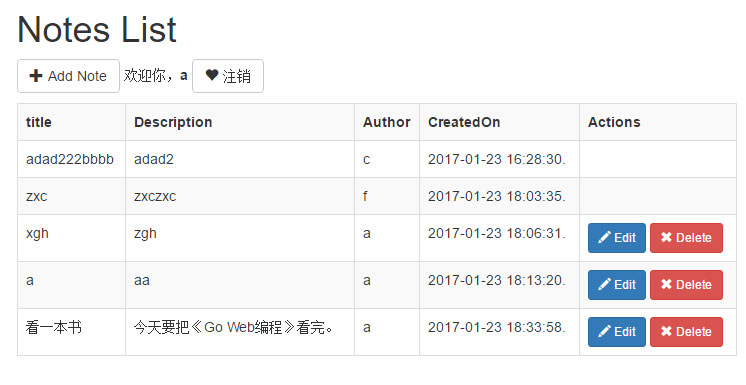 Notes List
Add Note 欢迎你，a 注销
title Description Author CreatedOn Actions
adad222bbbb adad2 c 2017-01-23 16:28:30.
zxc zxczxc f 2017-01-23 18:03:35.
xgh zgh a 2017-01-23 18:06:31. Edit Delete
a aa a 2017-01-23 18:13:20. Edit Delete
看一本书 今天要把《Go Web编程》看完。 a 2017-01-23 18:33:58. Edit Delete